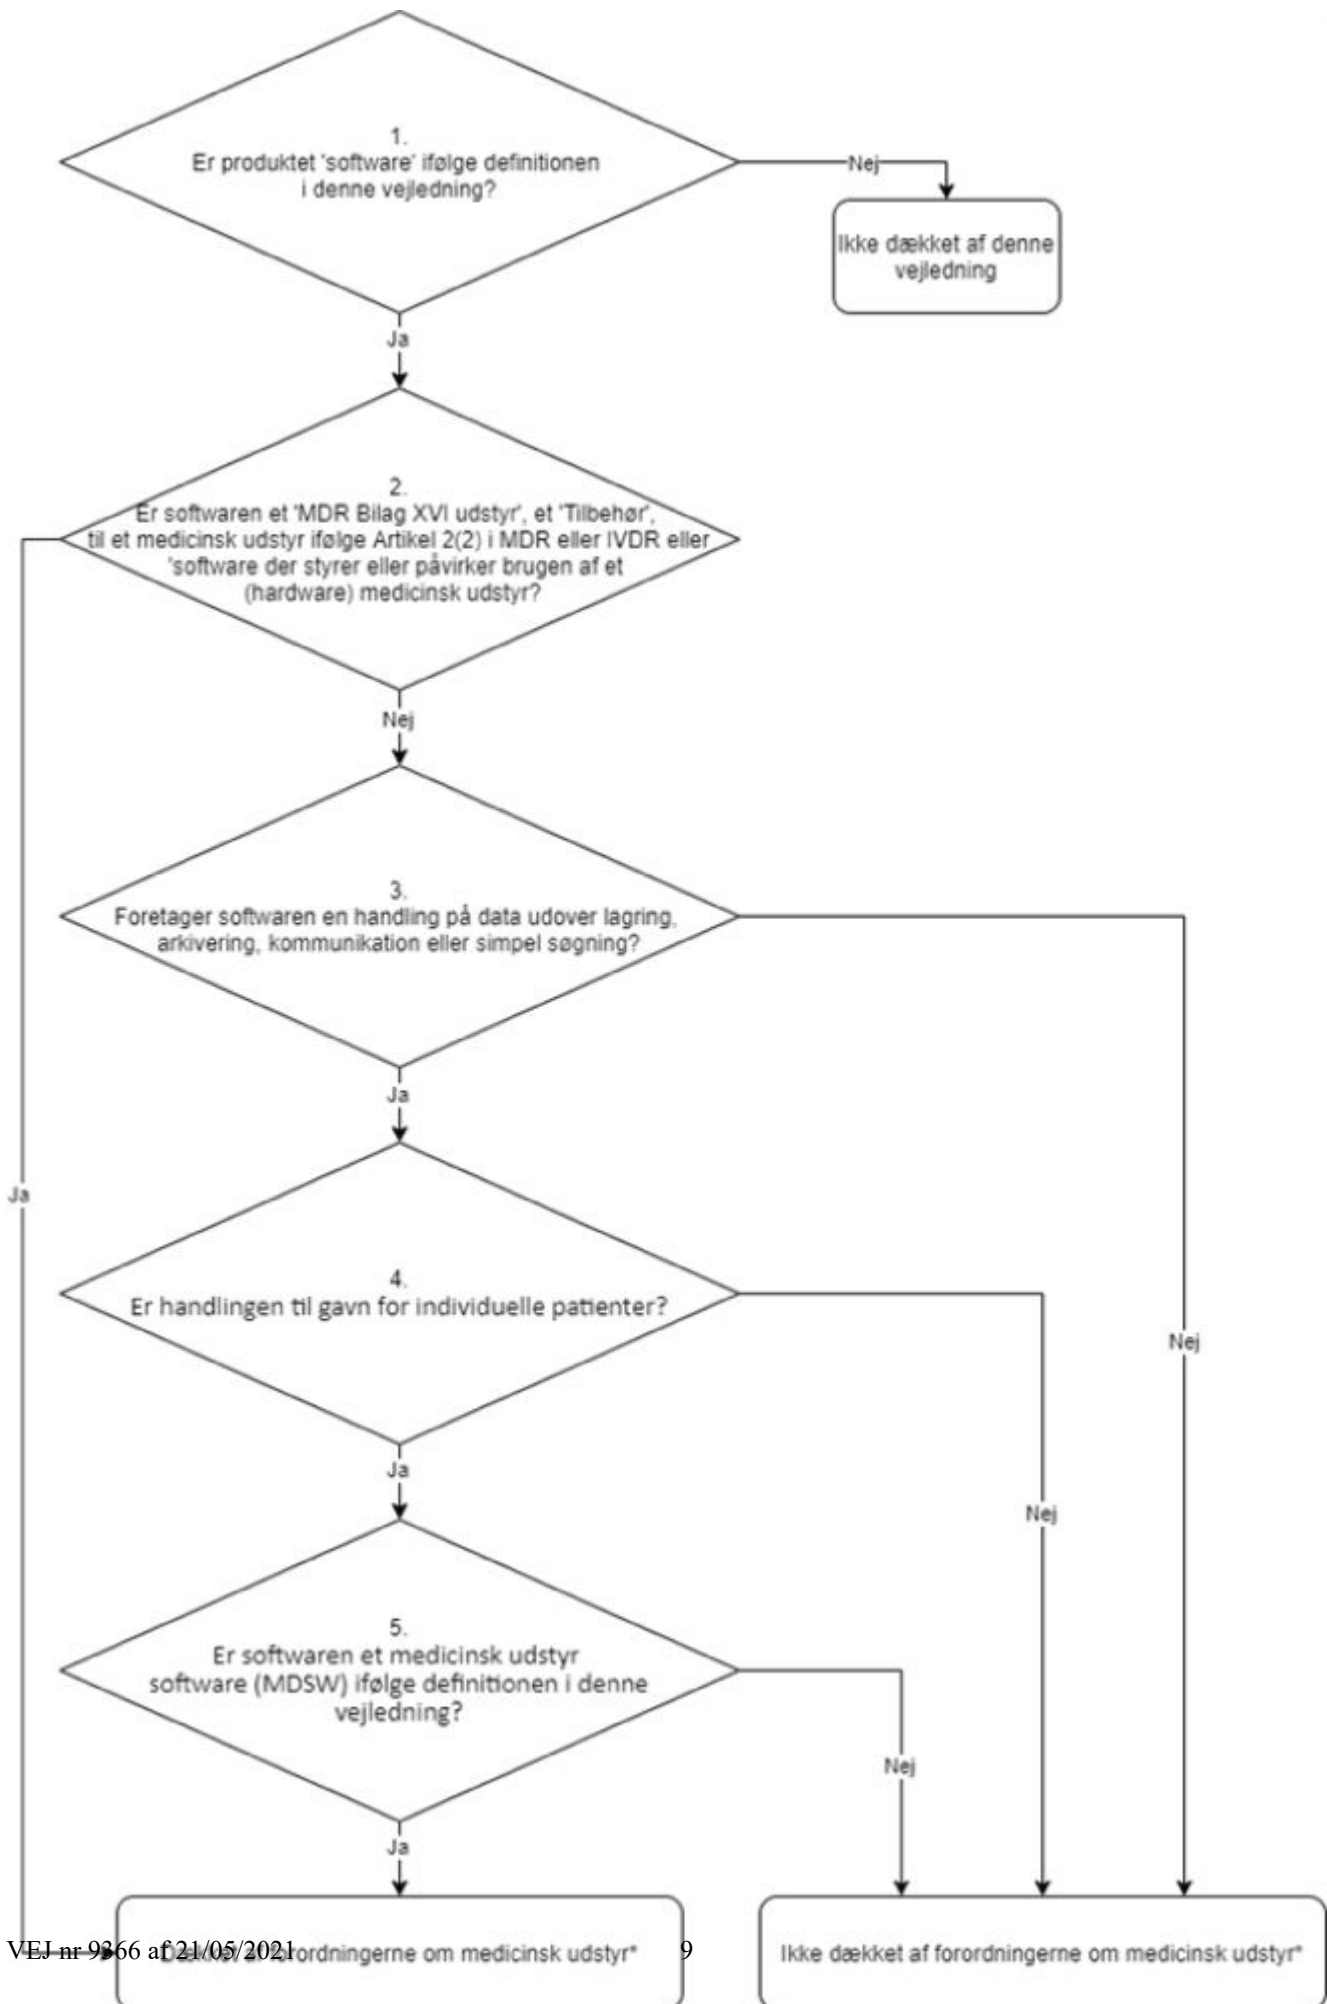 1.
Er produktet 'software' ifølge definitionen
i denne vejledning?
Nej
Ikke dækket af denne
vejledning
Ja
2.
Er softwaren et 'MDR Bilag XVI udstyr', et 'Tilbehør',
til et medicinsk udstyr ifølge Artikel 2(2) i MDR eller IVDR eller
'software der styrer eller påvirker brugen af et
(hardware) medicinsk udstyr?
Nej
3.
Foretager softwaren en handling på data udover lagring,
arkivering, kommunikation eller simpel søgning?
Ja
Ja
4.
Er handlingen til gavn for individuelle patienter?
Nej
Ja
Nej
5.
Er softwaren et medicinsk udstyr
software (MDSW) ifølge definitionen i denne
vejledning?
Nej
Ja
VEJ nr 9366 af 21/05/2021
forordningerne om medicinsk udstyr*
9
Ikke dækket af forordningerne om medicinsk udstyr*